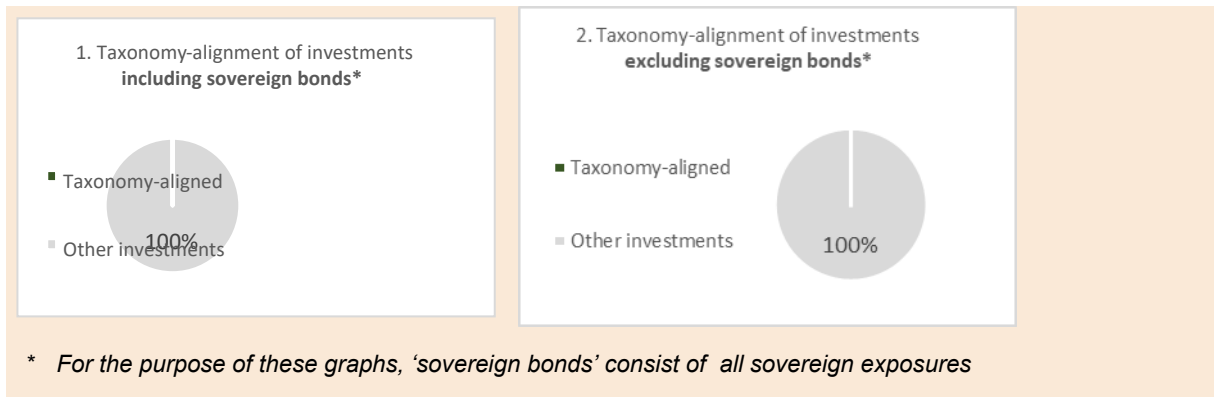 1. Taxonomy-alignment of investments
including sovereign bonds*
Taxonomy-aligned
Other investments
100%
2. Taxonomy-alignment of investments
excluding sovereign bonds*
Taxonomy-aligned
Other investments
100%
* For the purpose of these graphs, ‘sovereign bonds’ consist of all sovereign exposures